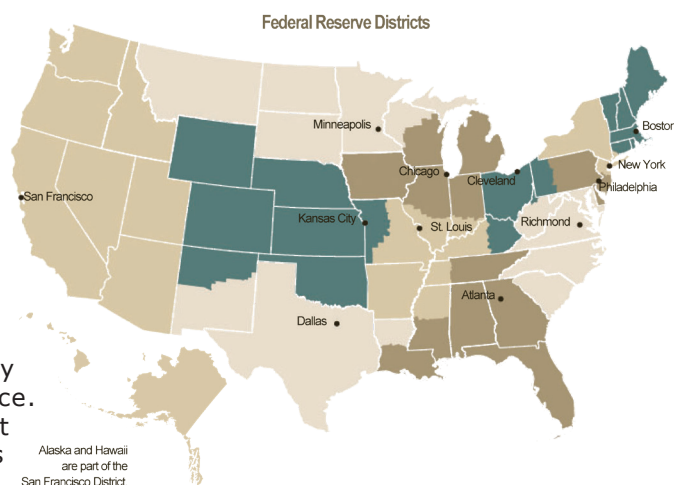 Federal Reserve Districts
Minneapolis
Boston
Chicago
Cleveland
New York
Philadelphia
San Francisco
Kansas City
St. Louis
Richmond
Atlanta
Dallas
y
ce.
t
s
Alaska and Hawaii
are part of the
San Francisco District.